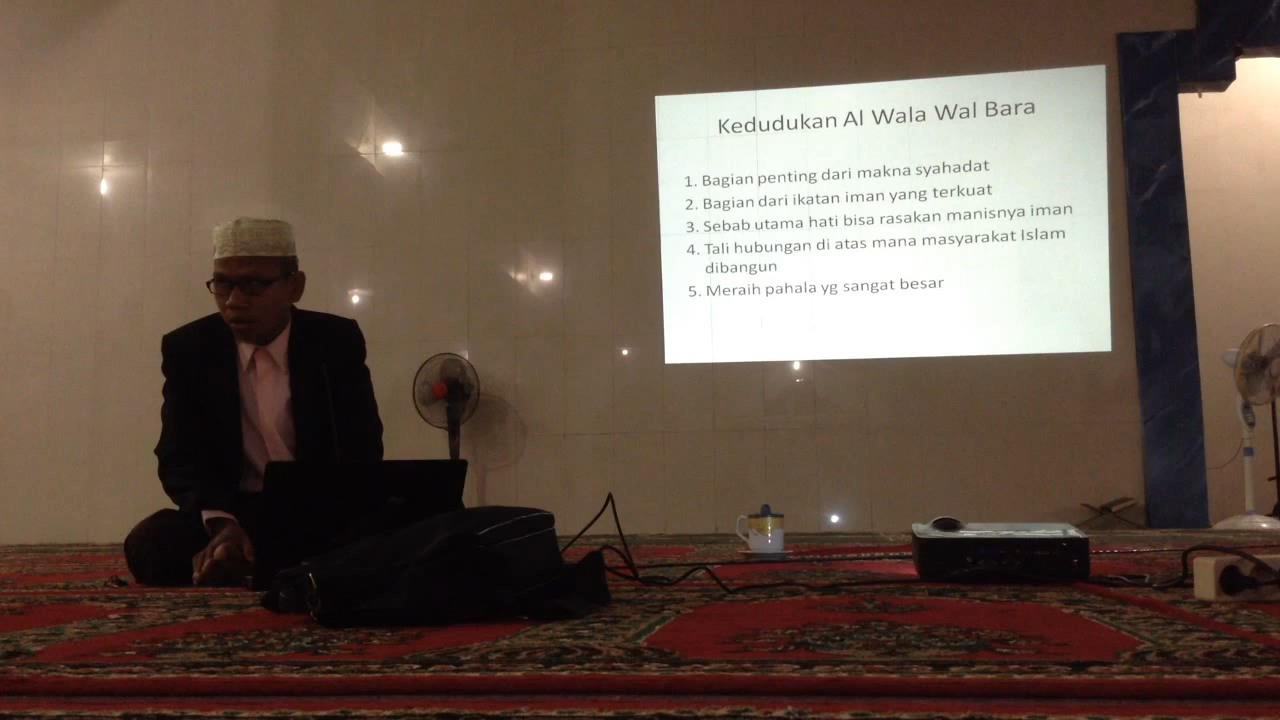 Kedudukan Al Wala Wal Bara
1. Bagian penting dari makna syahadat
2. Bagian dari ikatan iman yang terkuat
3. Sebab utama hati bisa rasakan manisnya iman
4. Tali hubungan di atas mana masyarakat Islam
dibangun
5. Meraih pahala yg sangat besar